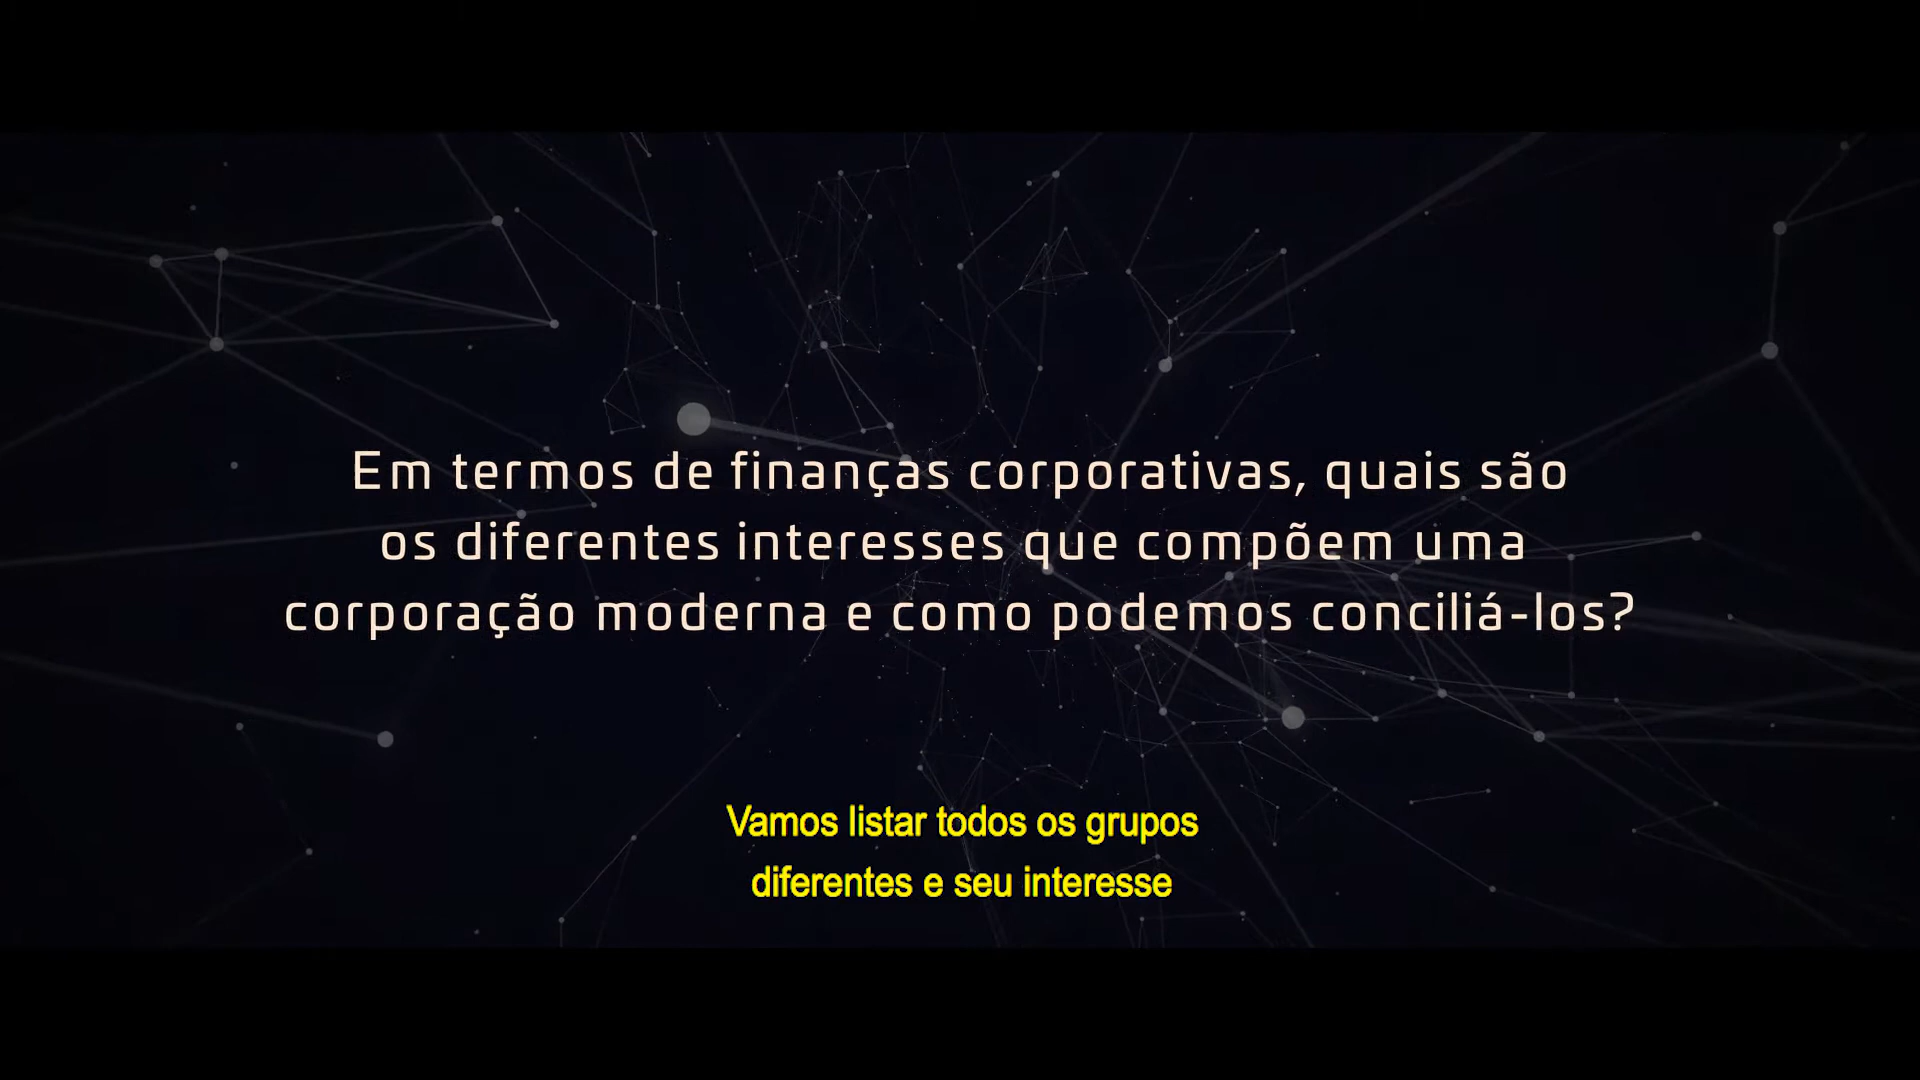 Em termos de finanças corporativas, quais são
os diferentes interesses que compõem uma
corporação moderna e como podemos conciliá-los?
Vamos listar todos os grupos
diferentes e seu interesse